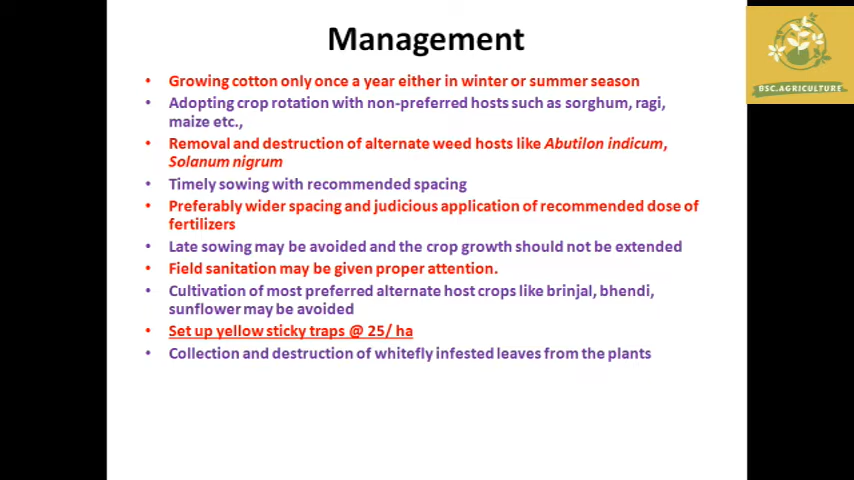 Management
• Growing cotton only once a year either in winter or summer season
• Adopting crop rotation with non-preferred hosts such as sorghum, ragi,
maize etc.,
• Removal and destruction of alternate weed hosts like Abutilon indicum,
Solanum nigrum
• Timely sowing with recommended spacing
• Preferably wider spacing and judicious application of recommended dose of
fertilizers
• Late sowing may be avoided and the crop growth should not be extended
• Field sanitation may be given proper attention.
• Cultivation of most preferred alternate host crops like brinjal, bhendi,
sunflower may be avoided
• Set up yellow sticky traps @ 25/ ha
• Collection and destruction of whitefly infested leaves from the plants
BSC.AGRICULTURE